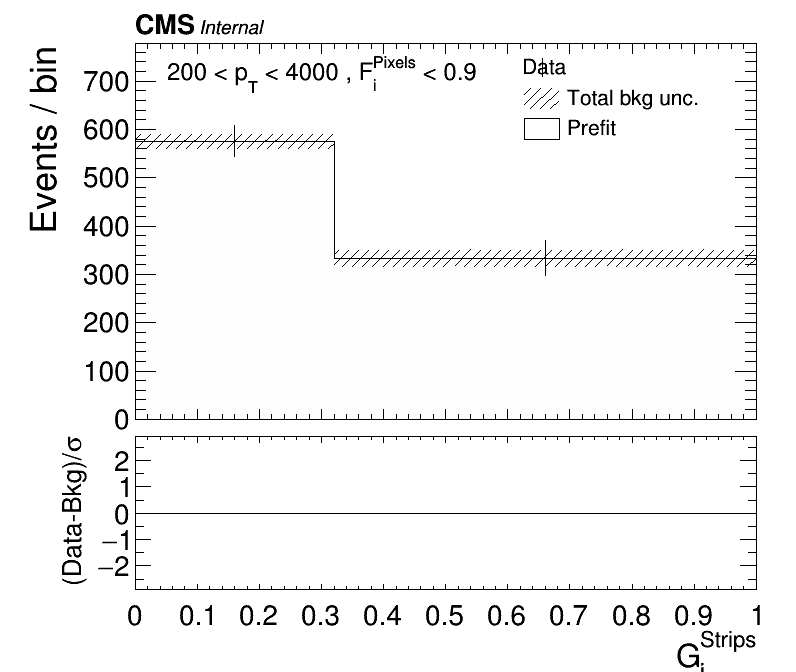 CMS Internal
200 < p_T < 4000 , F_i^Pixels < 0.9
Data
Total bkg unc.
Prefit
Events / bin
700
600
500
400
300
200
100
0
(Data-Bkg)/σ
2
1
0
−1
−2
0 0.1 0.2 0.3 0.4 0.5 0.6 0.7 0.8 0.9 1
G_i^Strips